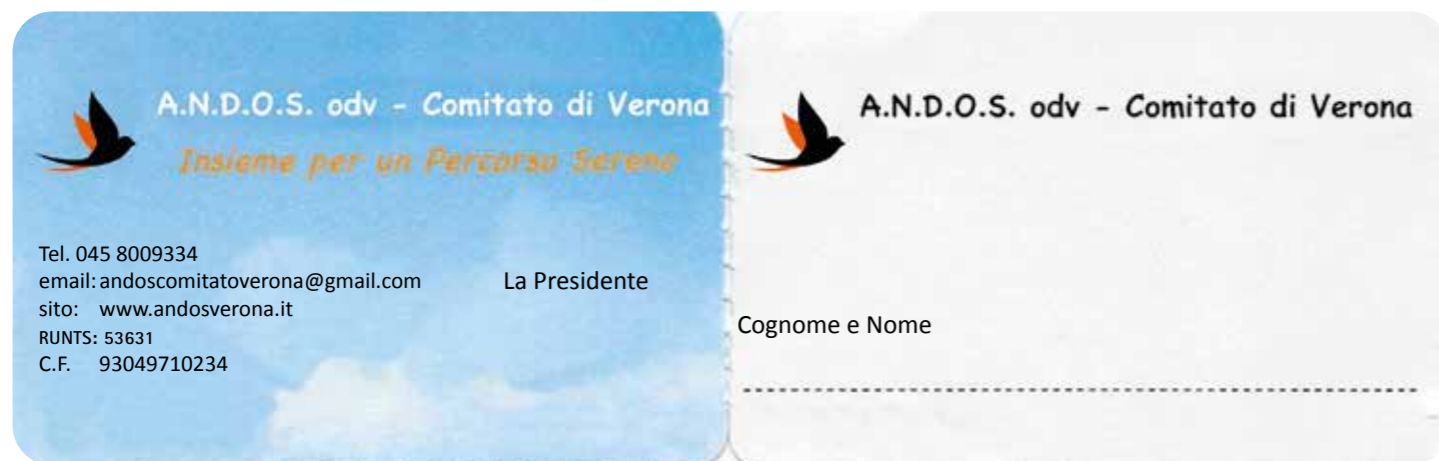 A.N.D.O.S. odv - Comitato di Verona
Insieme per un Percorso Sereno
Tel. 045 8009334
email: andoscomitatoverona@gmail.com
sito: www.andosverona.it
RUNTS: 53631
C.F. 93049710234
La Presidente
A.N.D.O.S. odv - Comitato di Verona
Cognome e Nome